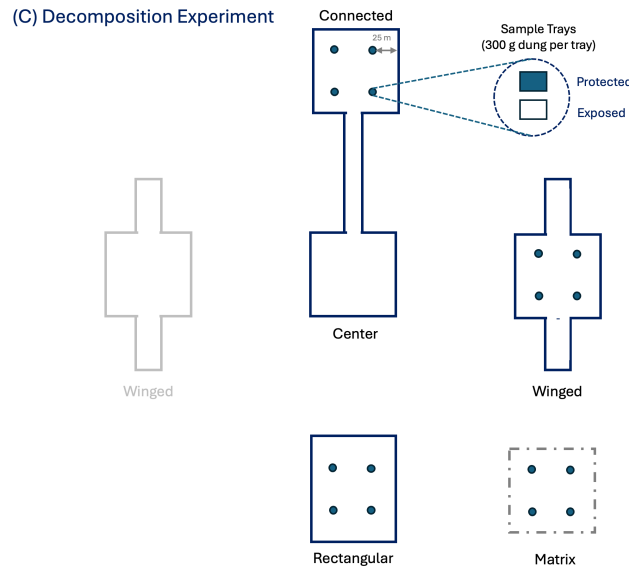 (C) Decomposition Experiment
Connected
25 m
Sample Trays
(300 g dung per tray)
Protected
Exposed
Center
Winged
Winged
Rectangular
Matrix